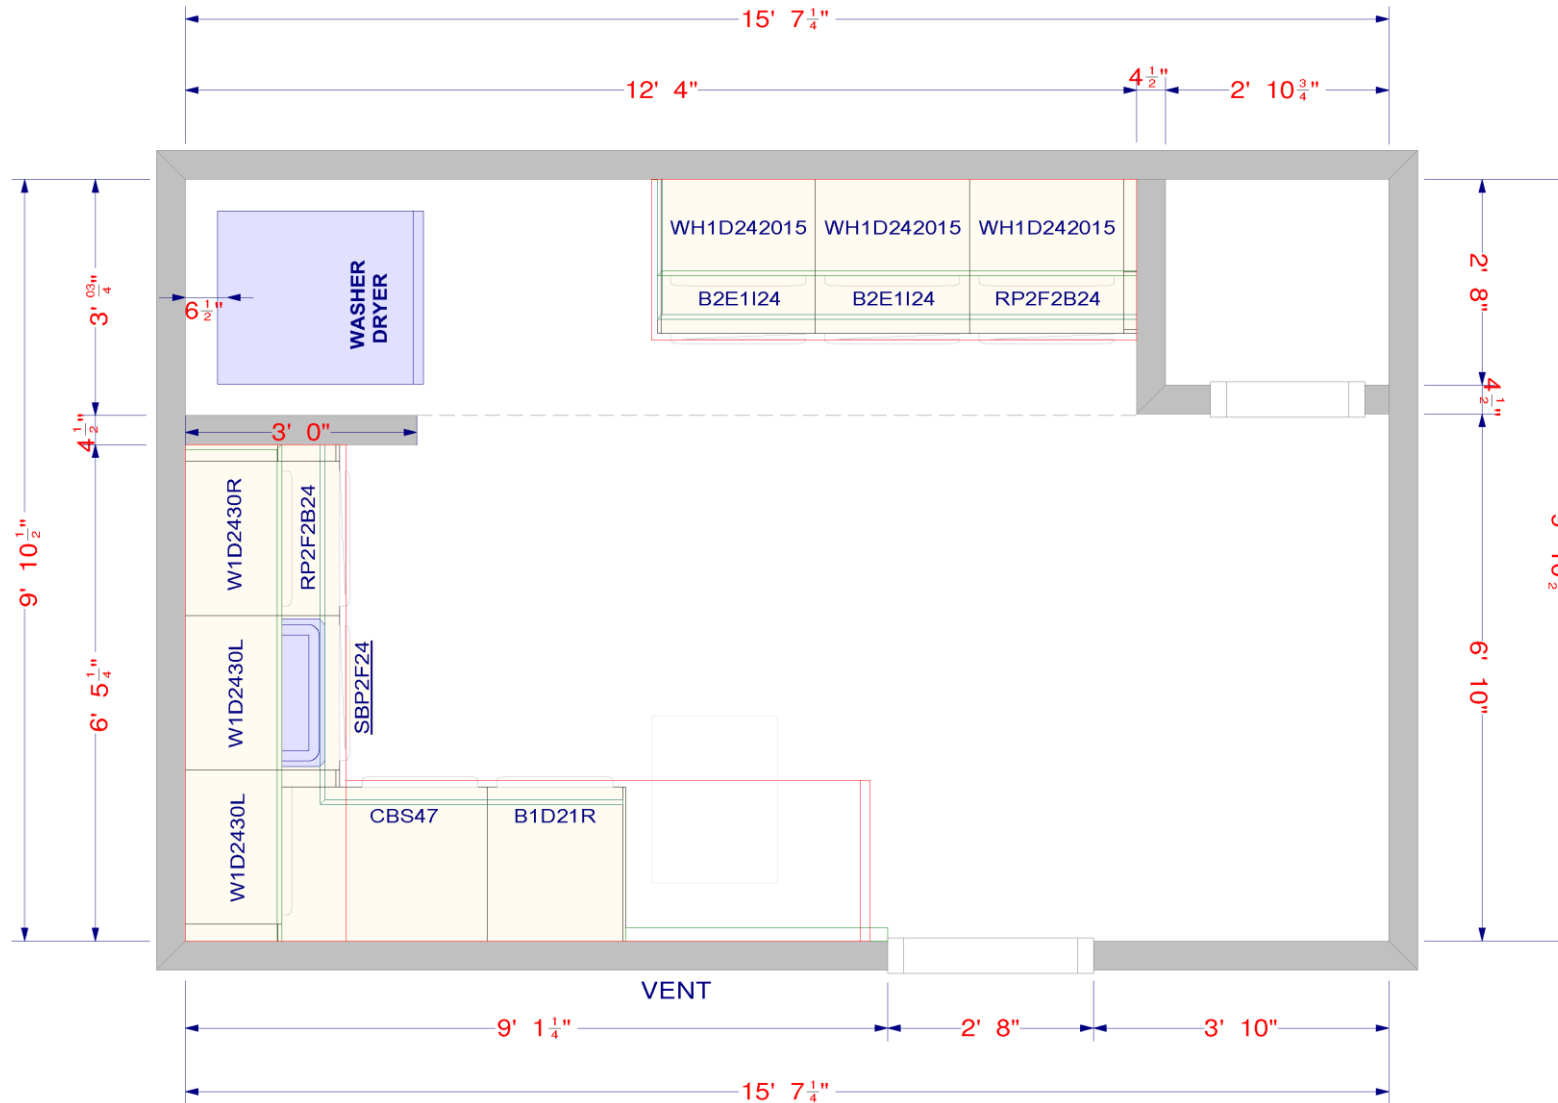 15' 7 1/4"
12' 4"
4 1/2"
2' 10 3/4"
WH1D242015 WH1D242015 WH1D242015
B2E1I24 B2E1I24 RP2F2B24
WASHER
DRYER
6 1/2"
3' 03/4"
4 1/2"
9' 10 1/2"
6' 5 1/4"
3' 0"
2' 8"
4 1/2"
6' 10"
W1D2430R
RP2F2B24
W1D2430L
SBP2F24
W1D2430L
CBS47
B1D21R
VENT
9' 1 1/4"
2' 8"
3' 10"
15' 7 1/4"